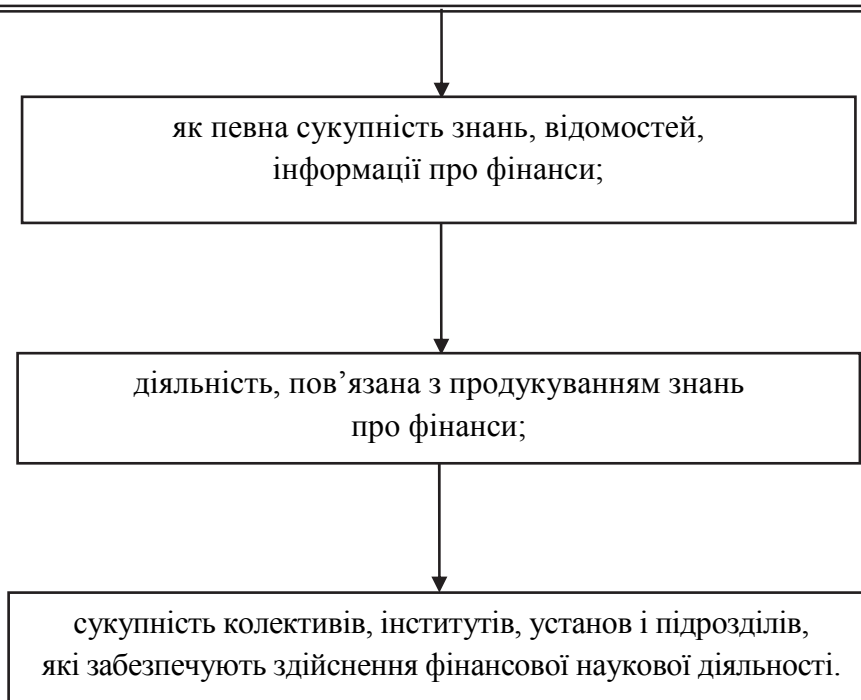 як певна сукупність знань, відомостей,
інформації про фінанси;
діяльність, пов’язана з продукуванням знань
про фінанси;
сукупність колективів, інститутів, установ і підрозділів,
які забезпечують здійснення фінансової наукової діяльності.